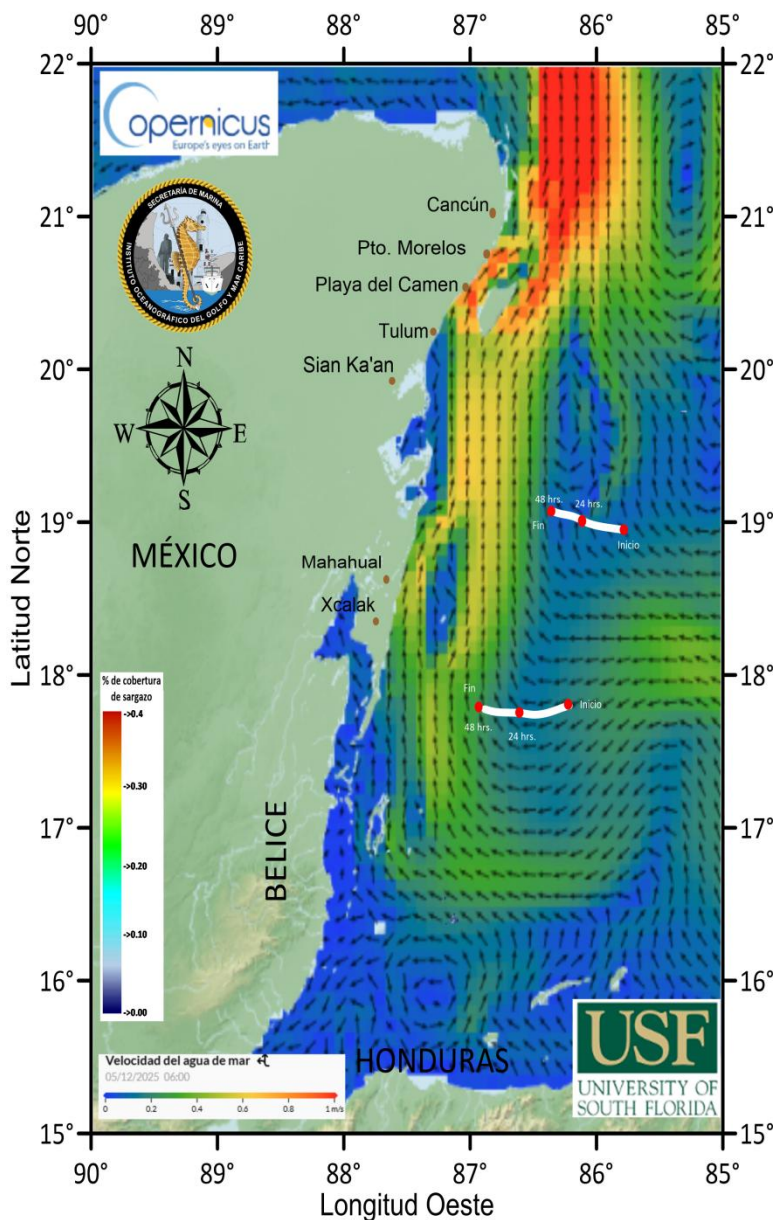 90° 89° 88° 87° 86° 85°
22°
21°
20°
19°
18°
17°
16°
15°
22°
21°
20°
19°
18°
17°
16°
15°
Latitud Norte
opernicus
Europe's eyes on Earth
SECRETARÍA DE MARINA
INSTITUTO OCEANOGRÁFICO DEL GOLFO Y MAR CARIBE
N
W E
S
Cancún
Pto. Morelos
Playa del Camen
Tulum
Sian Ka'an
MÉXICO
Mahahual
Xcalak
48 hrs.
24 hrs.
Fin
Inicio
Fin
Inicio
48 hrs.
24 hrs.
% de cobertura
de sargazo
->0.4
->0.30
->0.20
->0.10
->0.00
BELICE
HONDURAS
Velocidad del agua de mar
05/12/2025 06:00
0 0.2 0.4 0.6 0.8 1 m/s
USF
UNIVERSITY OF
SOUTH FLORIDA
90° 89° 88° 87° 86° 85°
Longitud Oeste